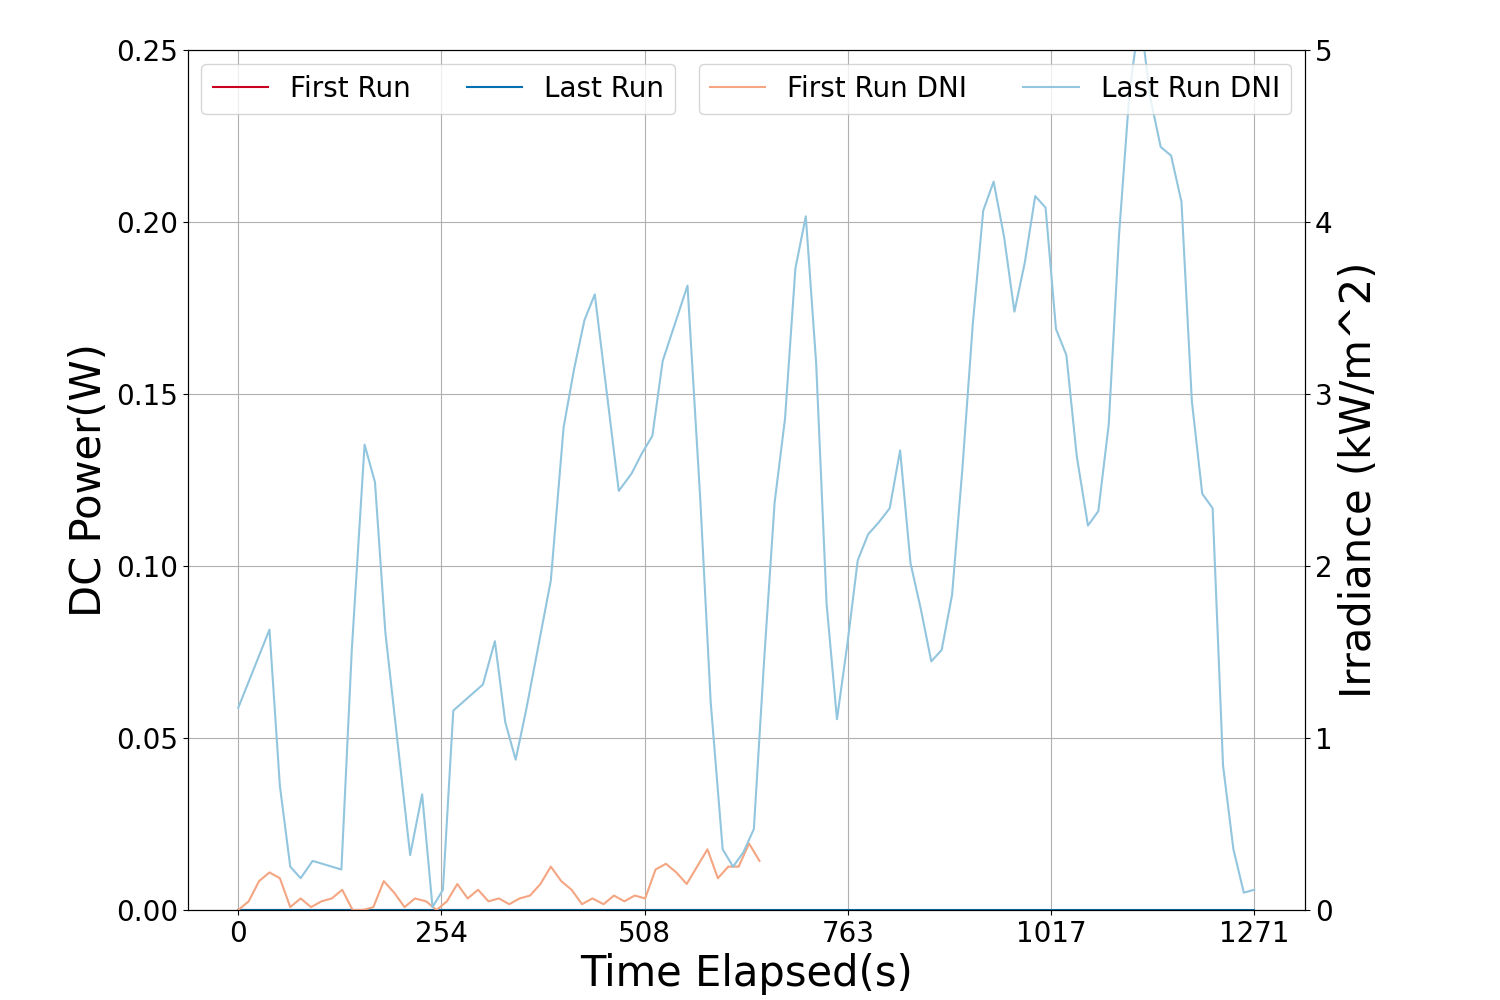 First Run
Last Run
First Run DNI
Last Run DNI
0.25
0.20
0.15
0.10
0.05
0.00
DC Power(W)
5
4
3
2
1
0
Irradiance (kW/m^2)
0
254
508
763
1017
1271
Time Elapsed(s)